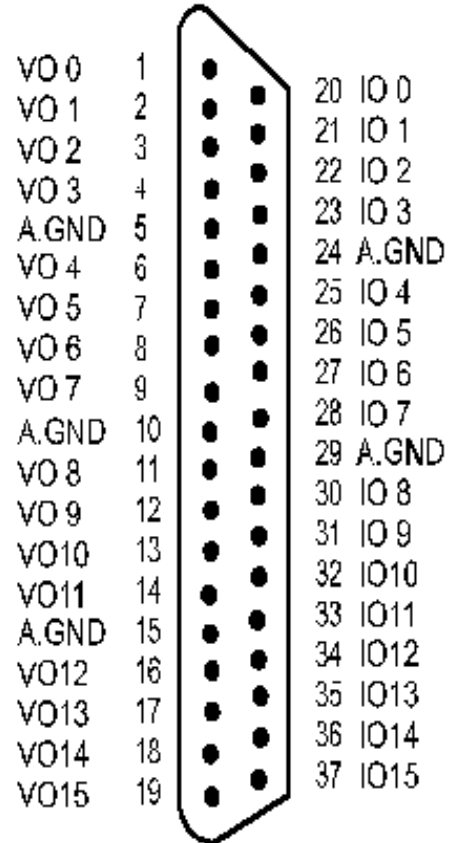 VO 0 1
VO 1 2
VO 2 3
VO 3 4
A.GND 5
VO 4 6
VO 5 7
VO 6 8
VO 7 9
A.GND 10
VO 8 11
VO 9 12
VO10 13
VO11 14
A.GND 15
VO12 16
VO13 17
VO14 18
VO15 19
20 IO 0
21 IO 1
22 IO 2
23 IO 3
24 A.GND
25 IO 4
26 IO 5
27 IO 6
28 IO 7
29 A.GND
30 IO 8
31 IO 9
32 IO10
33 IO11
34 IO12
35 IO13
36 IO14
37 IO15